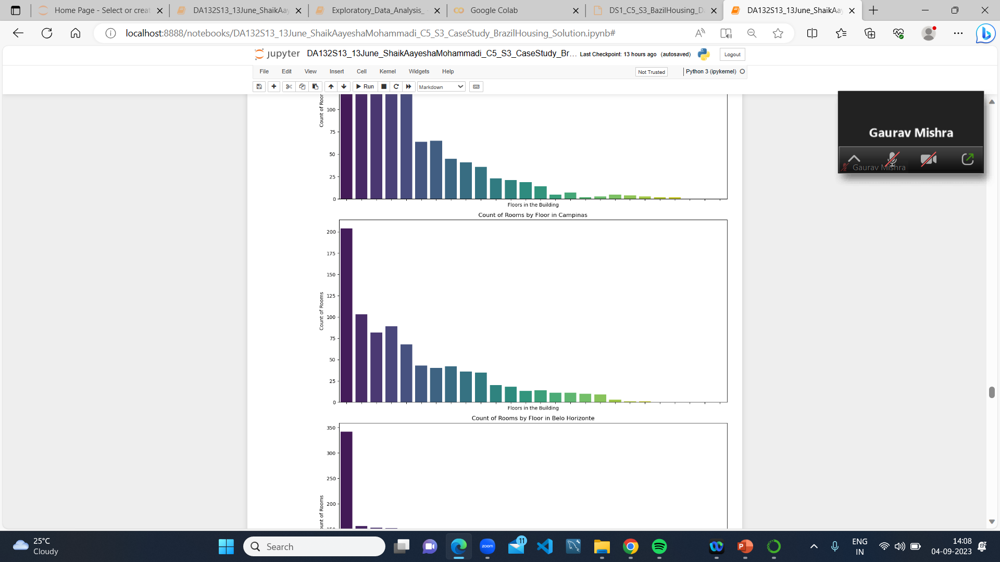 Home Page - Select or creat
DA132S13_13June_ShaikAay
Exploratory_Data_Analysis_
Google Colab
DS1_C5_S3_BazilHousing_D
DA132S13_13June_ShaikAay
localhost:8888/notebooks/DA132S13_13June_ShaikAayeshaMohammadi_C5_S3_CaseStudy_BrazilHousing_Solution.ipynb#
jupyter
DA132S13_13June_ShaikAayeshaMohammadi_C5_S3_CaseStudy_Br...
Last Checkpoint: 13 hours ago (autosaved)
Logout
File Edit View Insert Cell Kernel Widgets Help
Not Trusted
Python 3 (ipykernel)
Run
Markdown
Count of Roor
100
75
50
25
0
Floors in the Building
Count of Rooms by Floor in Campinas
Count of Rooms
200
175
150
125
100
75
50
25
0
Floors in the Building
Count of Rooms by Floor in Belo Horizonte
350
300
250
200
150
unt of Rooms
Gaurav Mishra
Gaurav Mishra
25°C
Cloudy
Search
zoom
11
ENG
IN
14:08
04-09-2023